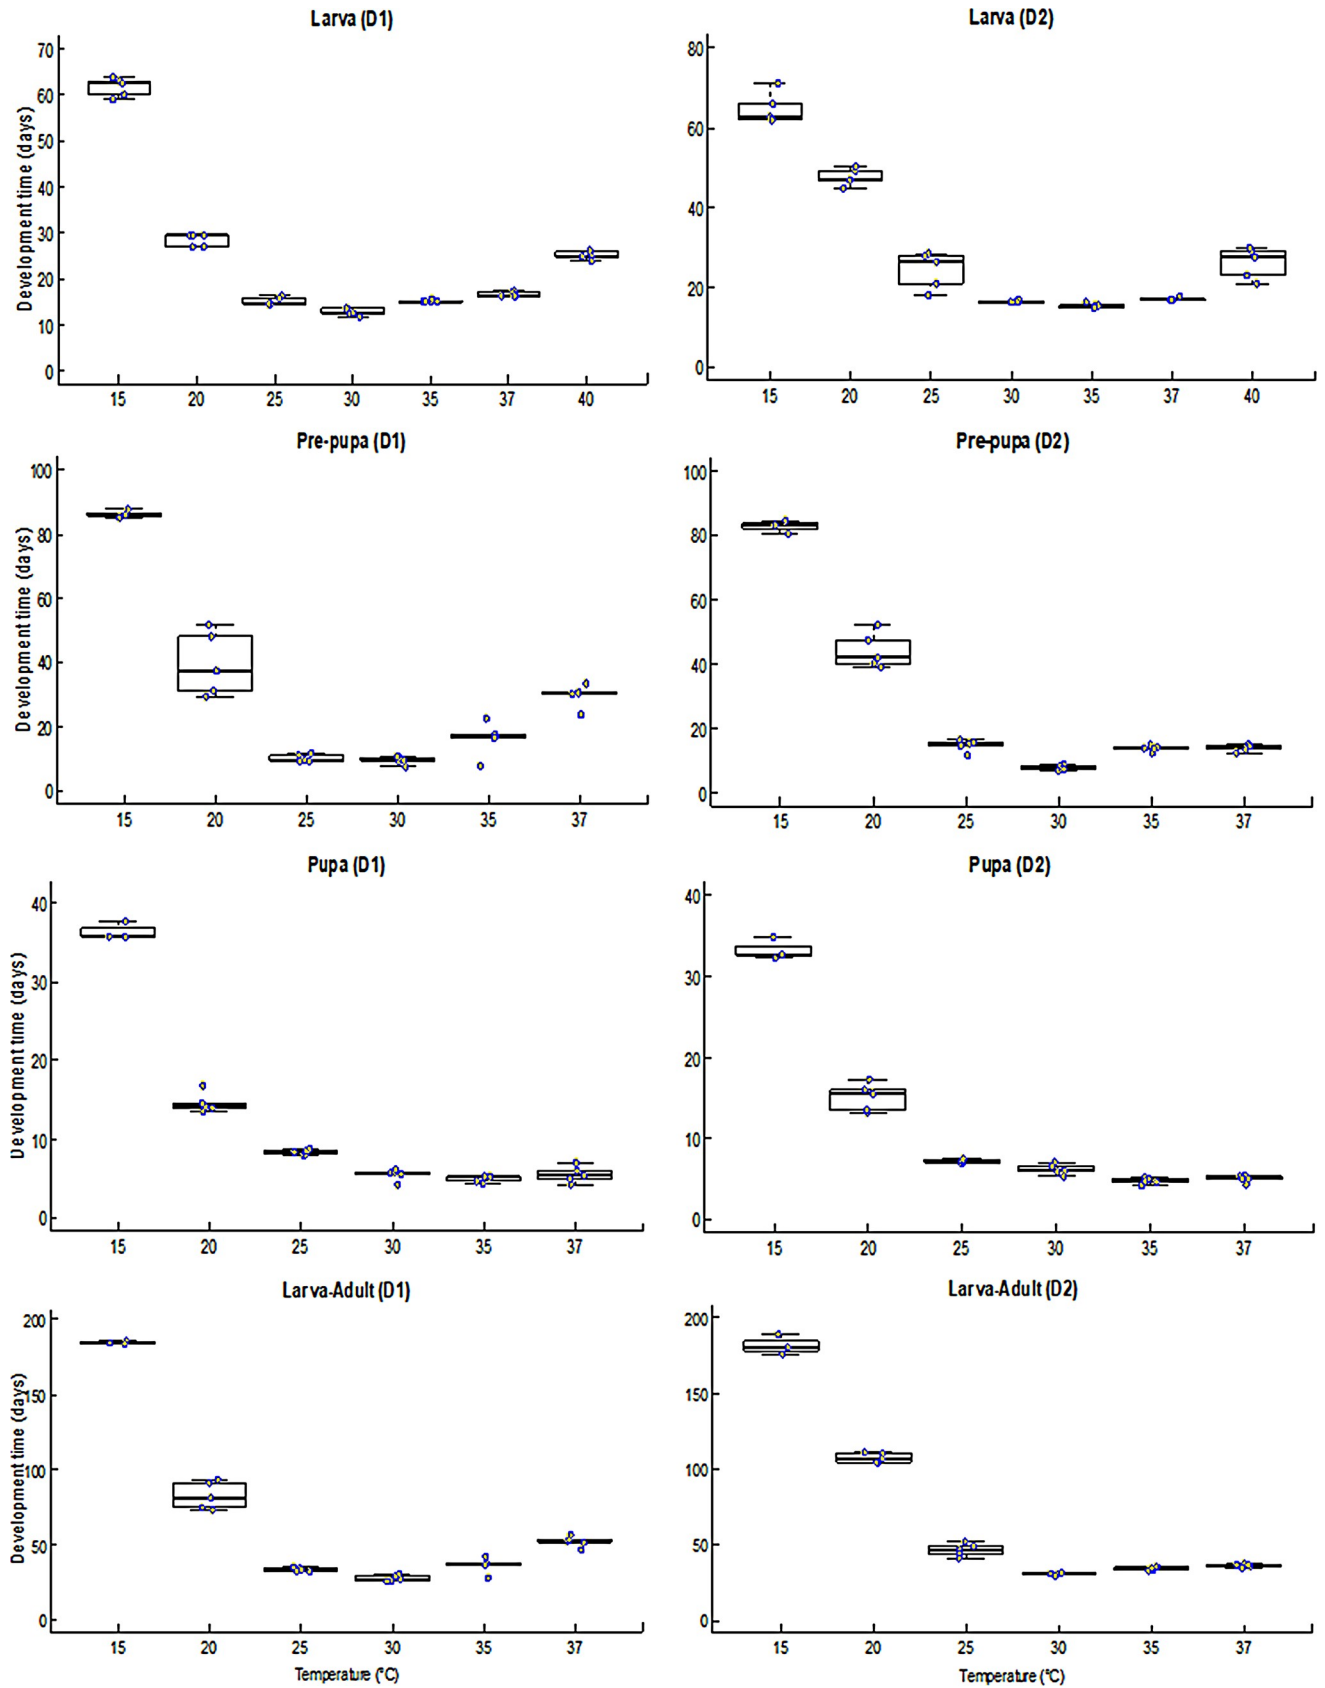 Larva (D1)
Development time (days)
70
60
50
40
30
20
10
0
15 20 25 30 35 37 40
Larva (D2)
80
60
40
20
0
15 20 25 30 35 37 40
Pre-pupa (D1)
Development time (days)
100
80
60
40
20
0
15 20 25 30 35 37
Pre-pupa (D2)
100
80
60
40
20
0
15 20 25 30 35 37
Pupa (D1)
Development time (days)
40
30
20
10
0
15 20 25 30 35 37
Pupa (D2)
40
30
20
10
0
15 20 25 30 35 37
Larva-Adult (D1)
Development time (days)
200
150
100
50
0
15 20 25 30 35 37
Temperature (°C)
Larva-Adult (D2)
200
150
100
50
0
15 20 25 30 35 37
Temperature (°C)